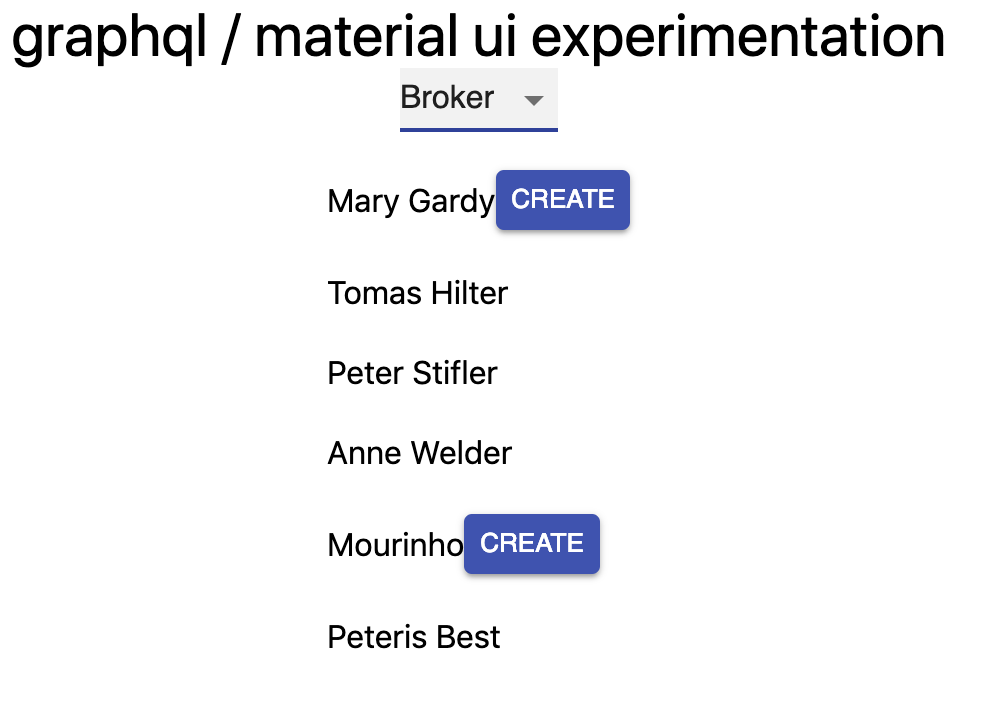 graphql / material ui experimentation
Broker
Mary Gardy CREATE
Tomas Hilter
Peter Stifler
Anne Welder
Mourinho CREATE
Peteris Best